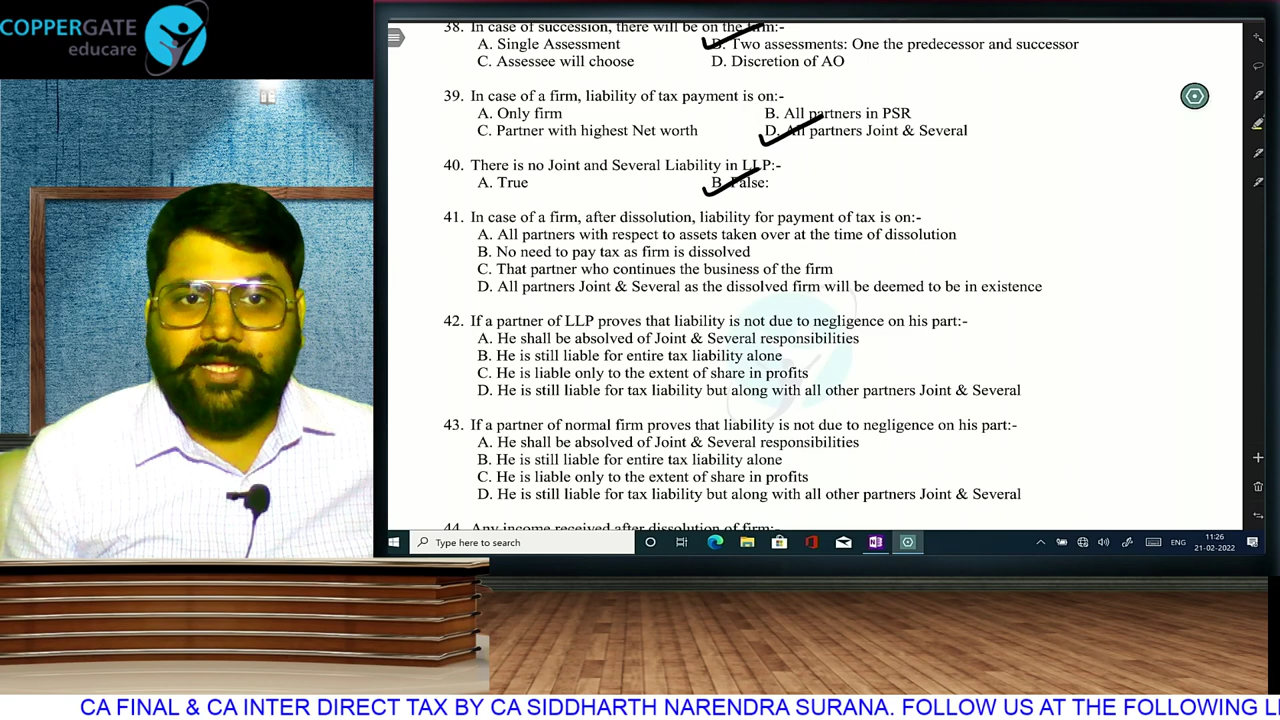 COPPERGATE
educare
38. In case of succession, there will be on the firm:-
A. Single Assessment B. Two assessments: One the predecessor and successor
C. Assessee will choose D. Discretion of AO
39. In case of a firm, liability of tax payment is on:-
A. Only firm B. All partners in PSR
C. Partner with highest Net worth D. All partners Joint & Several
40. There is no Joint and Several Liability in LLP:-
A. True B. False:
41. In case of a firm, after dissolution, liability for payment of tax is on:-
A. All partners with respect to assets taken over at the time of dissolution
B. No need to pay tax as firm is dissolved
C. That partner who continues the business of the firm
D. All partners Joint & Several as the dissolved firm will be deemed to be in existence
42. If a partner of LLP proves that liability is not due to negligence on his part:-
A. He shall be absolved of Joint & Several responsibilities
B. He is still liable for entire tax liability alone
C. He is liable only to the extent of share in profits
D. He is still liable for tax liability but along with all other partners Joint & Several
43. If a partner of normal firm proves that liability is not due to negligence on his part:-
A. He shall be absolved of Joint & Several responsibilities
B. He is still liable for entire tax liability alone
C. He is liable only to the extent of share in profits
D. He is still liable for tax liability but along with all other partners Joint & Several
44. Any income received after dissolution of firm:-
Type here to search
ENG
11:26
21-02-2022
CA FINAL & CA INTER DIRECT TAX BY CA SIDDHARTH NARENDRA SURANA. FOLLOW US AT THE FOLLOWING L